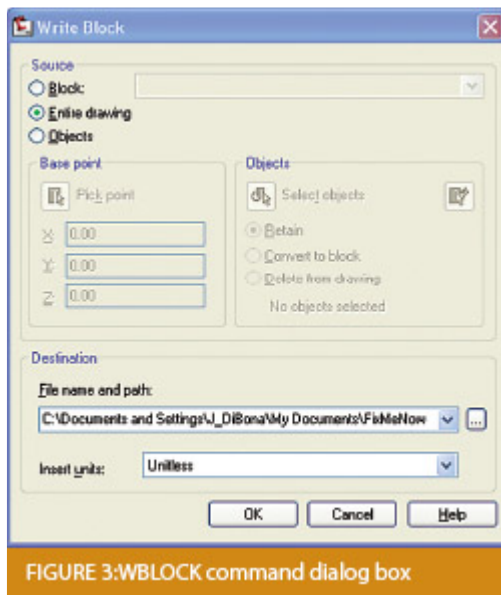 Write Block
Source
Block:
Entire drawing
Objects
Base point
Pick point
X: 0.00
Y: 0.00
Z: 0.00
Objects
Select objects
Retain
Convert to block
Delete from drawing
No objects selected
Destination
File name and path:
C:\Documents and Settings\J_DiBona\My Documents\FixMeNow
...
Insert units: Unitless
OK Cancel Help
FIGURE 3:WBLOCK command dialog box